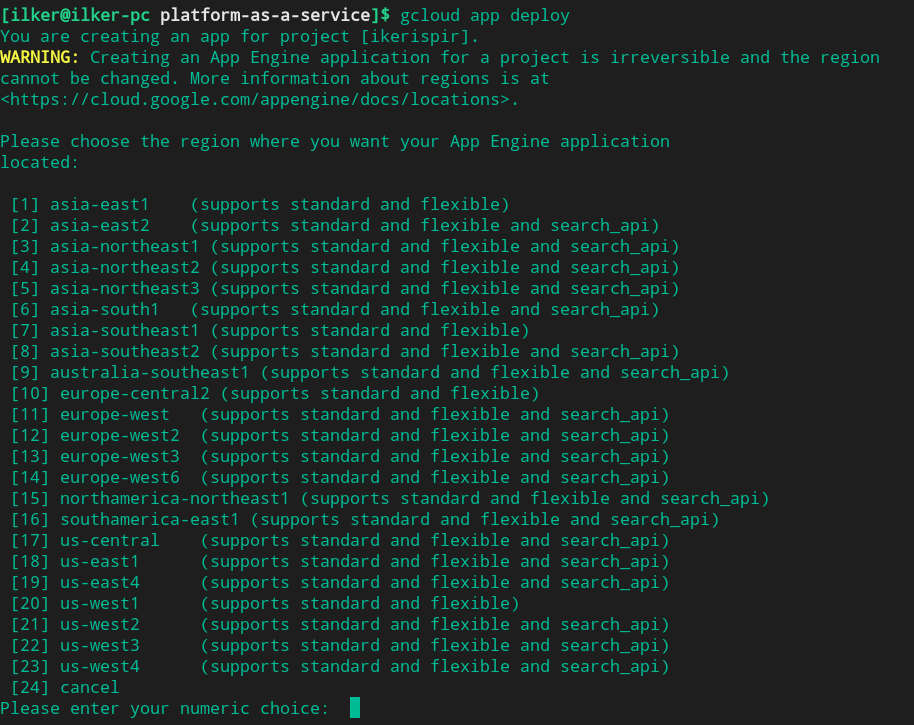 [ilker@ilker-pc platform-as-a-service]$ gcloud app deploy
You are creating an app for project [ikerispir].
WARNING: Creating an App Engine application for a project is irreversible and the region
cannot be changed. More information about regions is at
<https://cloud.google.com/appengine/docs/locations>.

Please choose the region where you want your App Engine application
located:

 [1] asia-east1    (supports standard and flexible)
 [2] asia-east2    (supports standard and flexible and search_api)
 [3] asia-northeast1 (supports standard and flexible and search_api)
 [4] asia-northeast2 (supports standard and flexible and search_api)
 [5] asia-northeast3 (supports standard and flexible and search_api)
 [6] asia-south1   (supports standard and flexible and search_api)
 [7] asia-southeast1 (supports standard and flexible)
 [8] asia-southeast2 (supports standard and flexible and search_api)
 [9] australia-southeast1 (supports standard and flexible and search_api)
 [10] europe-central2 (supports standard and flexible)
 [11] europe-west   (supports standard and flexible and search_api)
 [12] europe-west2  (supports standard and flexible and search_api)
 [13] europe-west3  (supports standard and flexible and search_api)
 [14] europe-west6  (supports standard and flexible and search_api)
 [15] northamerica-northeast1 (supports standard and flexible and search_api)
 [16] southamerica-east1 (supports standard and flexible and search_api)
 [17] us-central    (supports standard and flexible and search_api)
 [18] us-east1      (supports standard and flexible and search_api)
 [19] us-east4      (supports standard and flexible and search_api)
 [20] us-west1      (supports standard and flexible)
 [21] us-west2      (supports standard and flexible and search_api)
 [22] us-west3      (supports standard and flexible and search_api)
 [23] us-west4      (supports standard and flexible and search_api)
 [24] cancel
Please enter your numeric choice: